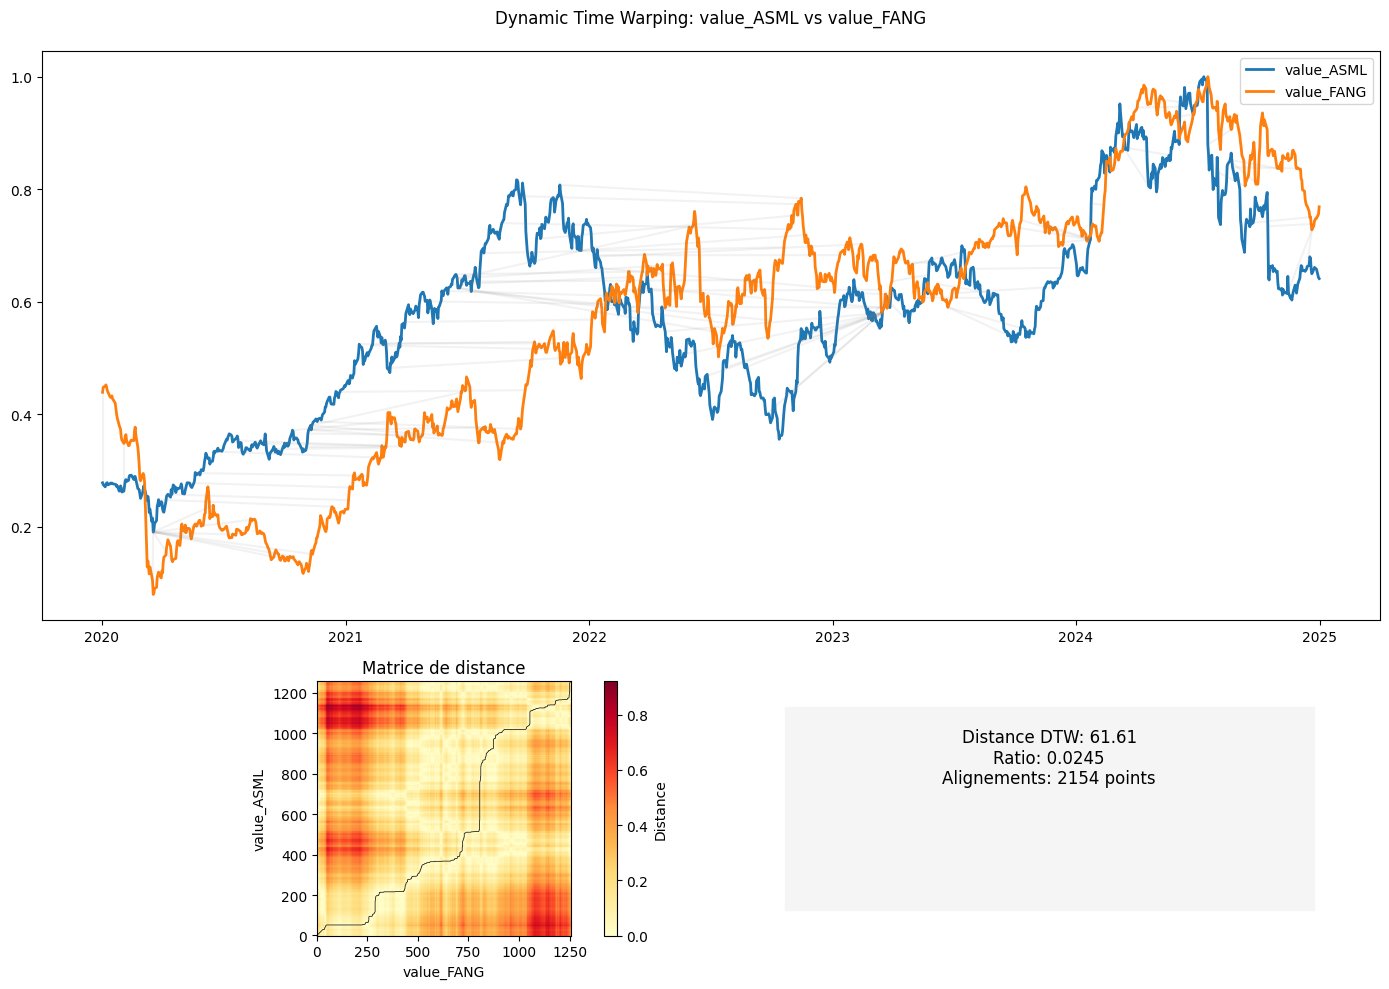 Dynamic Time Warping: value_ASML vs value_FANG
value_ASML
value_FANG
1.0
0.8
0.6
0.4
0.2
2020 2021 2022 2023 2024 2025
Matrice de distance
value_ASML
1200
1000
800
600
400
200
0
0 250 500 750 1000 1250
value_FANG
0.8
0.6
0.4
0.2
0.0
Distance
Distance DTW: 61.61
Ratio: 0.0245
Alignements: 2154 points